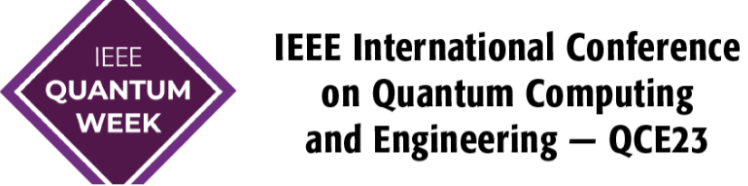 IEEE
QUANTUM
WEEK
IEEE International Conference
on Quantum Computing
and Engineering — QCE23